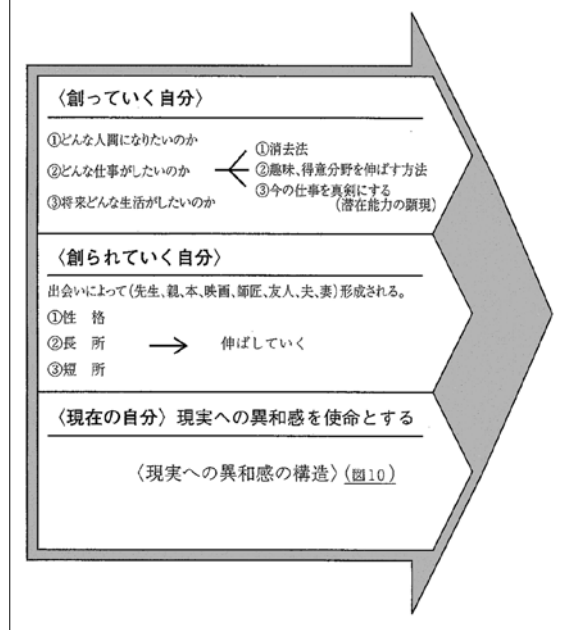 〈創っていく自分〉
①どんな人間になりたいのか
②どんな仕事がしたいのか
③将来どんな生活がしたいのか
①消去法
②趣味、得意分野を伸ばす方法
③今の仕事を真剣にする
(潜在能力の顕現)
〈創られていく自分〉
出会いによって(先生、親、本、映画、師匠、友人、夫、妻)形成される。
①性 格
②長 所
③短 所
→ 伸ばしていく
〈現在の自分〉現実への異和感を使命とする
〈現実への異和感の構造〉(図10)